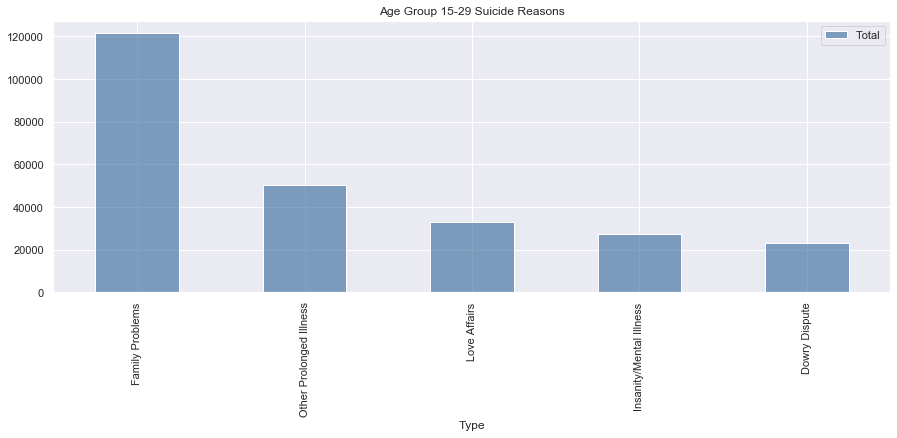 Age Group 15-29 Suicide Reasons
Total
120000
100000
80000
60000
40000
20000
0
Family Problems
Other Prolonged Illness
Love Affairs
Insanity/Mental Illness
Dowry Dispute
Type